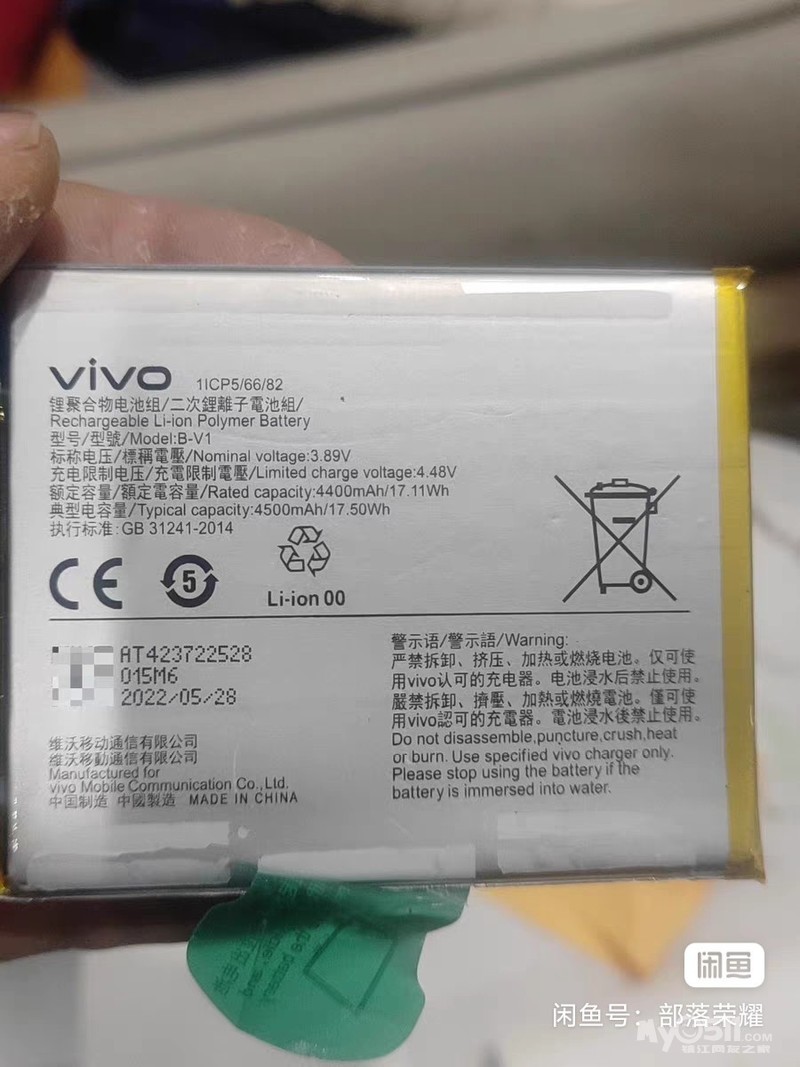 vivo 1ICP5/66/82
锂聚合物电池组/二次鋰離子電池組/
Rechargeable Li-ion Polymer Battery
型号/型號/Model:B-V1
标称电压/標稱電壓/Nominal voltage:3.89V
充电限制电压/充電限制電壓/Limited charge voltage:4.48V
额定容量/額定電容量/Rated capacity:4400mAh/17.11Wh
典型电容量/Typical capacity:4500mAh/17.50Wh
执行标准:GB 31241-2014
CE 5
Li-ion 00
AT423722528
015M6
2022/05/28
维沃移动通信有限公司
維沃移動通信有限公司
Manufactured for
vivo Mobile Communication Co.,Ltd.
中国制造 中國製造 MADE IN CHINA
警示语/警示語/Warning:
严禁拆卸、挤压、加热或燃烧电池。仅可使
用vivo认可的充电器。电池浸水后禁止使用。
嚴禁拆卸、擠壓、加熱或燃燒電池。僅可使
用vivo認可的充電器。電池浸水後禁止使用。
Do not disassemble,puncture,crush,heat
or burn. Use specified vivo charger only.
Please stop using the battery if the
battery is immersed into water.
闲鱼
闲鱼号：部落荣耀
My0511.COM
镇江网友之家